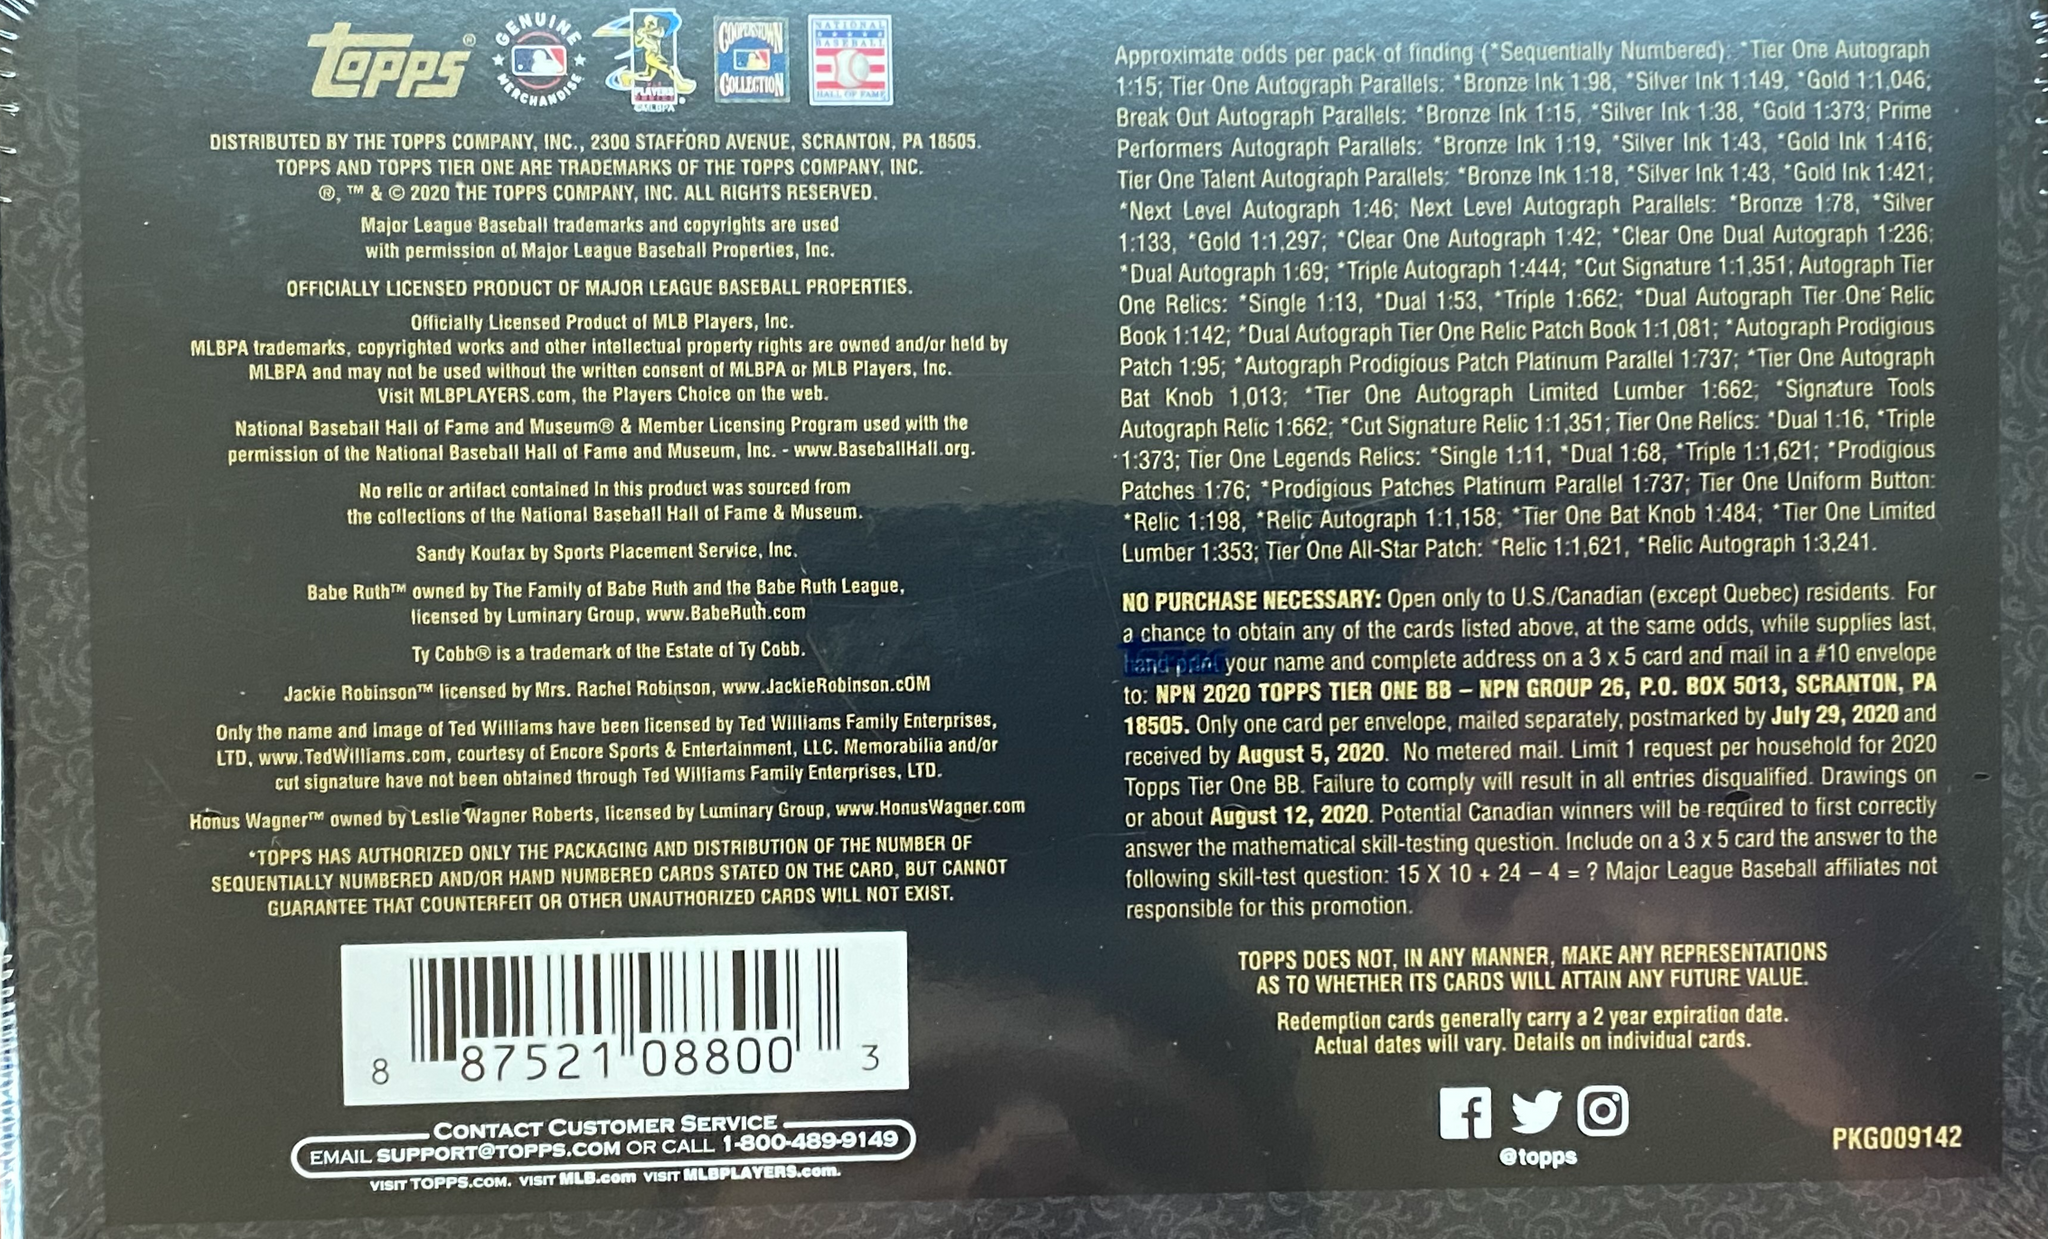 Topps®
GENUINE
MERCHANDISE
PLAYERS
MLBPA
COOPERSTOWN
COLLECTION
NATIONAL
BASEBALL
HALL OF FAME
DISTRIBUTED BY THE TOPPS COMPANY, INC., 2300 STAFFORD AVENUE, SCRANTON, PA 18505.
TOPPS AND TOPPS TIER ONE ARE TRADEMARKS OF THE TOPPS COMPANY, INC.
®, ™ & © 2020 THE TOPPS COMPANY, INC. ALL RIGHTS RESERVED.
Major League Baseball trademarks and copyrights are used
with permission of Major League Baseball Properties, Inc.
OFFICIALLY LICENSED PRODUCT OF MAJOR LEAGUE BASEBALL PROPERTIES.
Officially Licensed Product of MLB Players, Inc.
MLBPA trademarks, copyrighted works and other intellectual property rights are owned and/or held by
MLBPA and may not be used without the written consent of MLBPA or MLB Players, Inc.
Visit MLBPLAYERS.com, the Players Choice on the web.
National Baseball Hall of Fame and Museum® & Member Licensing Program used with the
permission of the National Baseball Hall of Fame and Museum, Inc. - www.BaseballHall.org.
No relic or artifact contained in this product was sourced from
the collections of the National Baseball Hall of Fame & Museum.
Sandy Koufax by Sports Placement Service, Inc.
Babe Ruth™ owned by The Family of Babe Ruth and the Babe Ruth League,
licensed by Luminary Group, www.BabeRuth.com
Ty Cobb® is a trademark of the Estate of Ty Cobb.
Jackie Robinson™ licensed by Mrs. Rachel Robinson, www.JackieRobinson.cOM
Only the name and image of Ted Williams have been licensed by Ted Williams Family Enterprises,
LTD, www.TedWilliams.com, courtesy of Encore Sports & Entertainment, LLC. Memorabilia and/or
cut signature have not been obtained through Ted Williams Family Enterprises, LTD.
Honus Wagner™ owned by Leslie Wagner Roberts, licensed by Luminary Group, www.HonusWagner.com
*TOPPS HAS AUTHORIZED ONLY THE PACKAGING AND DISTRIBUTION OF THE NUMBER OF
SEQUENTIALLY NUMBERED AND/OR HAND NUMBERED CARDS STATED ON THE CARD, BUT CANNOT
GUARANTEE THAT COUNTERFEIT OR OTHER UNAUTHORIZED CARDS WILL NOT EXIST.
8 87521 08800 3
CONTACT CUSTOMER SERVICE
EMAIL SUPPORT@TOPPS.COM OR CALL 1-800-489-9149
VISIT TOPPS.COM. VISIT MLB.com VISIT MLBPLAYERS.com.
Approximate odds per pack of finding (*Sequentially Numbered): *Tier One Autograph
1:15; Tier One Autograph Parallels: *Bronze Ink 1:98, *Silver Ink 1:149, *Gold 1:1,046;
Break Out Autograph Parallels: *Bronze Ink 1:15, *Silver Ink 1:38, *Gold 1:373; Prime
Performers Autograph Parallels: *Bronze Ink 1:19, *Silver Ink 1:43, *Gold Ink 1:416;
Tier One Talent Autograph Parallels: *Bronze Ink 1:18, *Silver Ink 1:43, *Gold Ink 1:421;
*Next Level Autograph 1:46; Next Level Autograph Parallels: *Bronze 1:78, *Silver
1:133, *Gold 1:1,297; *Clear One Autograph 1:42; *Clear One Dual Autograph 1:236;
*Dual Autograph 1:69; *Triple Autograph 1:444; *Cut Signature 1:1,351; Autograph Tier
One Relics: *Single 1:13, *Dual 1:53, *Triple 1:662; *Dual Autograph Tier One Relic
Book 1:142; *Dual Autograph Tier One Relic Patch Book 1:1,081; *Autograph Prodigious
Patch 1:95; *Autograph Prodigious Patch Platinum Parallel 1:737; *Tier One Autograph
Bat Knob 1,013; *Tier One Autograph Limited Lumber 1:662; *Signature Tools
Autograph Relic 1:662; *Cut Signature Relic 1:1,351; Tier One Relics: *Dual 1:16, *Triple
1:373; Tier One Legends Relics: *Single 1:11, *Dual 1:68, *Triple 1:1,621; *Prodigious
Patches 1:76; *Prodigious Patches Platinum Parallel 1:737; Tier One Uniform Button:
*Relic 1:198, *Relic Autograph 1:1,158; *Tier One Bat Knob 1:484; *Tier One Limited
Lumber 1:353; Tier One All-Star Patch: *Relic 1:1,621, *Relic Autograph 1:3,241.
NO PURCHASE NECESSARY: Open only to U.S./Canadian (except Quebec) residents. For
a chance to obtain any of the cards listed above, at the same odds, while supplies last,
hand print your name and complete address on a 3 x 5 card and mail in a #10 envelope
to: NPN 2020 TOPPS TIER ONE BB – NPN GROUP 26, P.O. BOX 5013, SCRANTON, PA
18505. Only one card per envelope, mailed separately, postmarked by July 29, 2020 and
received by August 5, 2020. No metered mail. Limit 1 request per household for 2020
Topps Tier One BB. Failure to comply will result in all entries disqualified. Drawings on
or about August 12, 2020. Potential Canadian winners will be required to first correctly
answer the mathematical skill-testing question. Include on a 3 x 5 card the answer to the
following skill-test question: 15 X 10 + 24 – 4 = ? Major League Baseball affiliates not
responsible for this promotion.
TOPPS DOES NOT, IN ANY MANNER, MAKE ANY REPRESENTATIONS
AS TO WHETHER ITS CARDS WILL ATTAIN ANY FUTURE VALUE.
Redemption cards generally carry a 2 year expiration date.
Actual dates will vary. Details on individual cards.
@topps
PKG009142